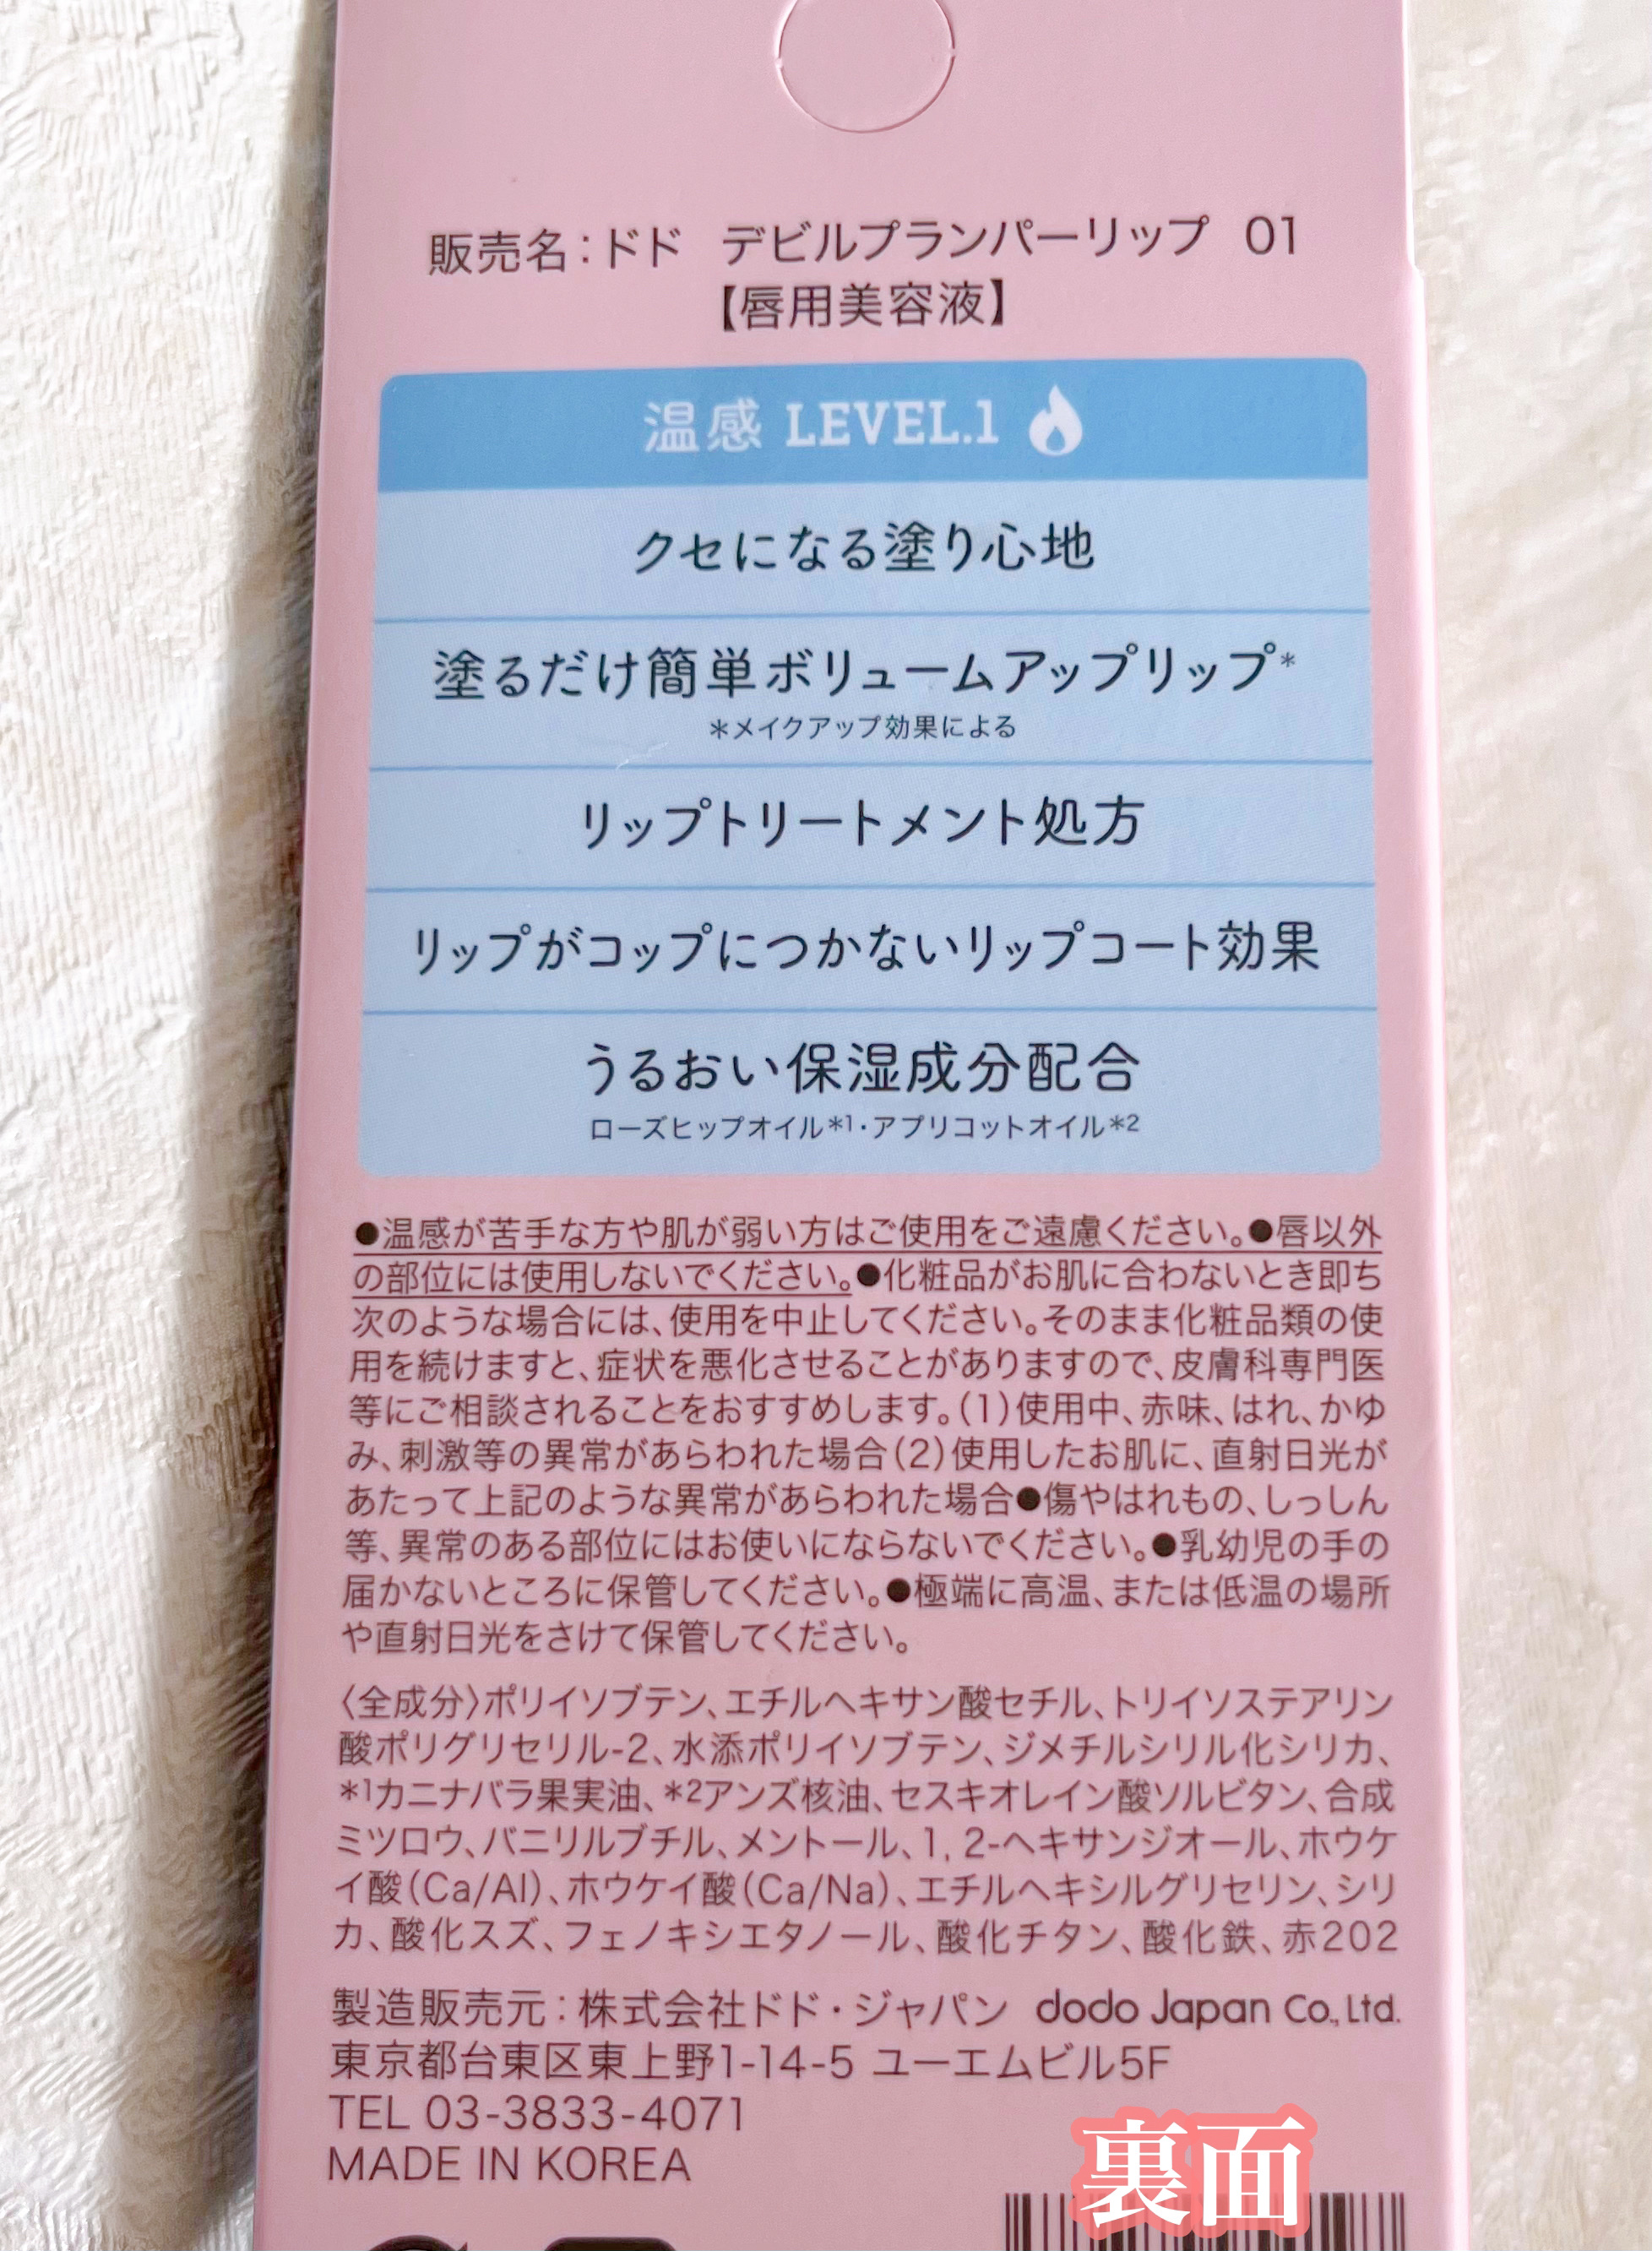 販売名:ドド デビルプランパーリップ 01
【唇用美容液】
温感 LEVEL.1
クセになる塗り心地
塗るだけ簡単ボリュームアップリップ*
*メイクアップ効果による
リップトリートメント処方
リップがコップにつかないリップコート効果
うるおい保湿成分配合
ローズヒップオイル*1・アプリコットオイル*2
●温感が苦手な方や肌が弱い方はご使用をご遠慮ください。●唇以外
の部位には使用しないでください。●化粧品がお肌に合わないとき即ち
次のような場合には、使用を中止してください。そのまま化粧品類の使
用を続けますと、症状を悪化させることがありますので、皮膚科専門医
等にご相談されることをおすすめします。(1)使用中、赤味、はれ、かゆ
み、刺激等の異常があらわれた場合(2)使用したお肌に、直射日光が
あたって上記のような異常があらわれた場合●傷やはれもの、しっしん
等、異常のある部位にはお使いにならないでください。●乳幼児の手の
届かないところに保管してください。●極端に高温、または低温の場所
や直射日光をさけて保管してください。
〈全成分〉ポリイソブテン、エチルヘキサン酸セチル、トリイソステアリン
酸ポリグリセリル-2、水添ポリイソブテン、ジメチルシリル化シリカ、
*1カニナバラ果実油、*2アンズ核油、セスキオレイン酸ソルビタン、合成
ミツロウ、バニリルブチル、メントール、1, 2-ヘキサンジオール、ホウケ
イ酸(Ca/Al)、ホウケイ酸(Ca/Na)、エチルヘキシルグリセリン、シリ
カ、酸化スズ、フェノキシエタノール、酸化チタン、酸化鉄、赤202
製造販売元:株式会社ドド・ジャパン dodo Japan Co., Ltd.
東京都台東区東上野1-14-5 ユーエムビル5F
TEL 03-3833-4071
MADE IN KOREA
裏面